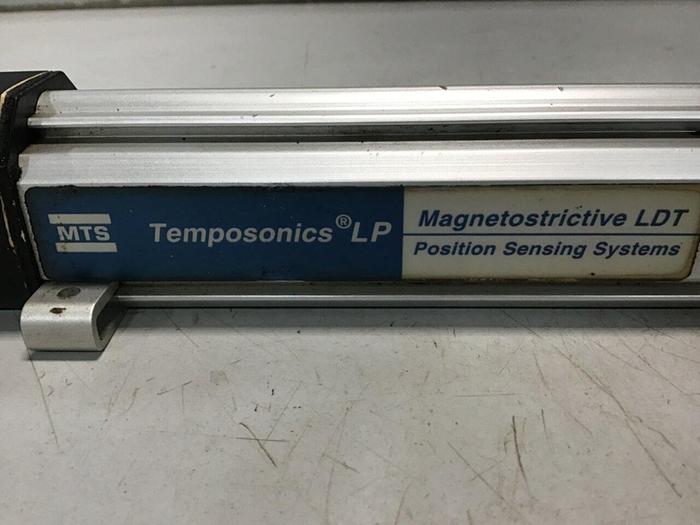 MTS
Temposonics® LP
Magnetostrictive LDT
Position Sensing Systems